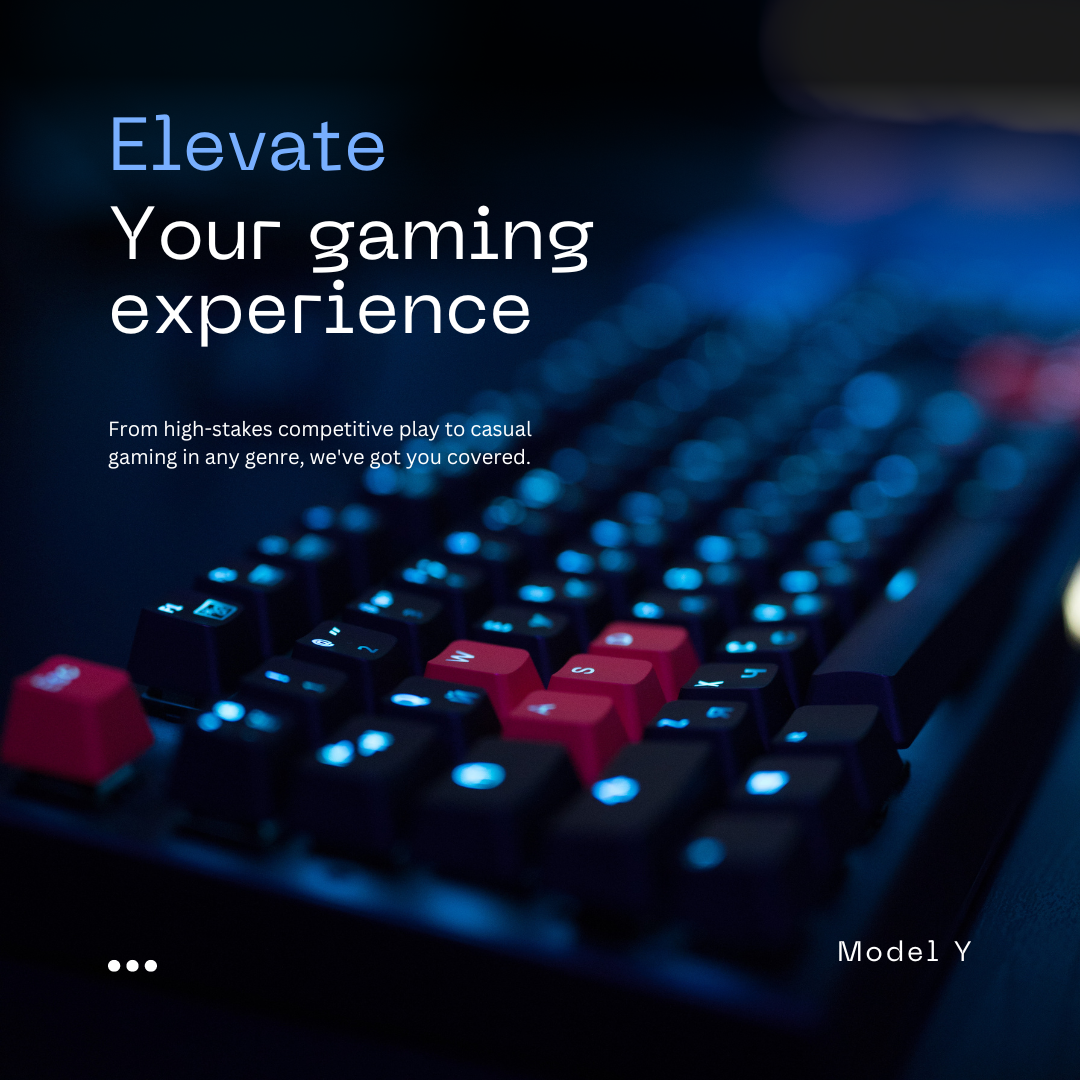 Elevate
Your gaming
experience
From high-stakes competitive play to casual
gaming in any genre, we've got you covered.
W
S
A
X
Z
Model Y